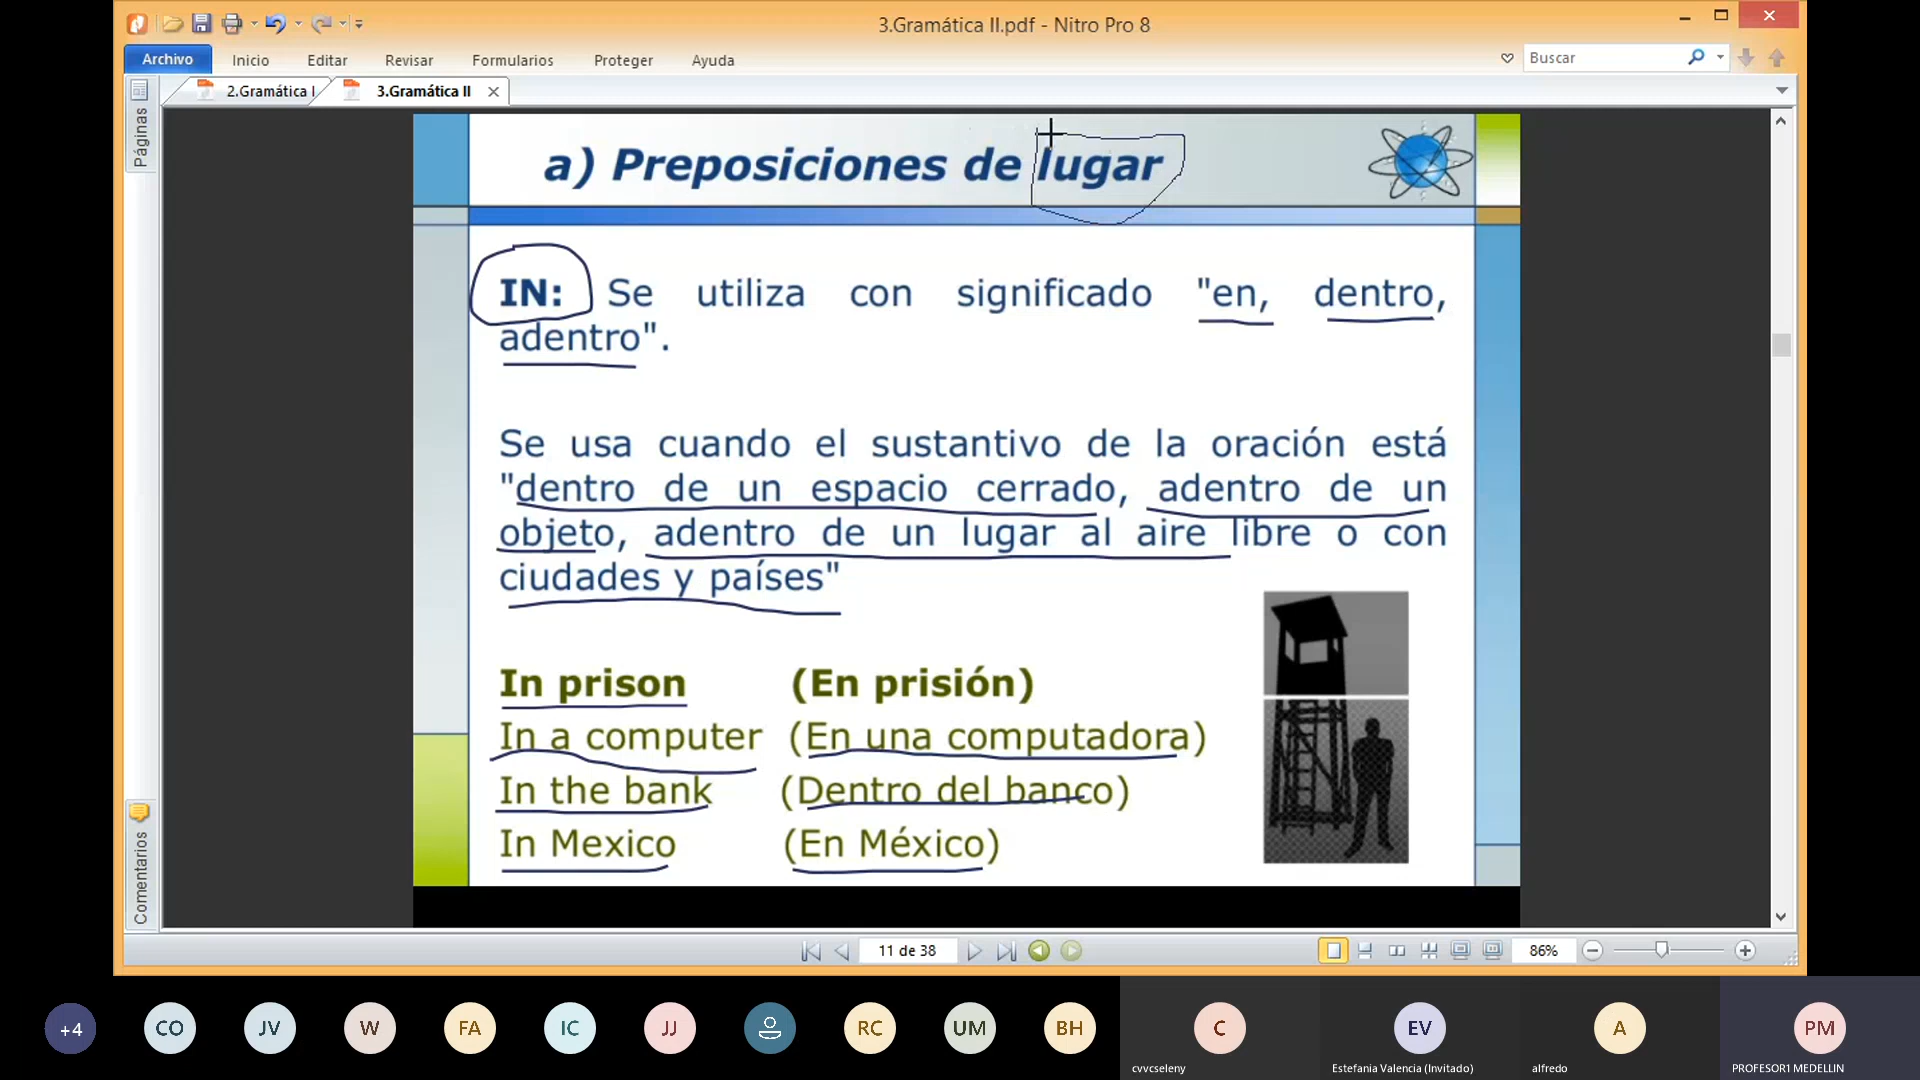 3.Gramática II.pdf - Nitro Pro 8
Archivo Inicio Editar Revisar Formularios Proteger Ayuda
Buscar
2.Gramática I 3.Gramática II
Páginas
a) Preposiciones de lugar
IN: Se utiliza con significado "en, dentro,
adentro".
Se usa cuando el sustantivo de la oración está
"dentro de un espacio cerrado, adentro de un
objeto, adentro de un lugar al aire libre o con
ciudades y países"
In prison (En prisión)
In a computer (En una computadora)
In the bank (Dentro del banco)
In Mexico (En México)
Comentarios
11 de 38
86%
+4 CO JV W FA IC JJ RC UM BH C EV A PM
cvvcseleny Estefania Valencia (Invitado) alfredo PROFESOR1 MEDELLIN